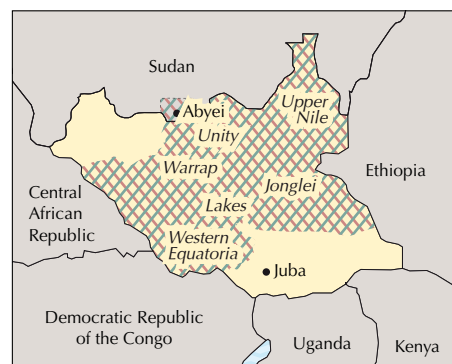 Sudan
Abyei
Upper
Nile
Unity
Warrap
Ethiopia
Jonglei
Central
African
Republic
Lakes
Western
Equatoria
Juba
Democratic Republic
of the Congo
Uganda
Kenya